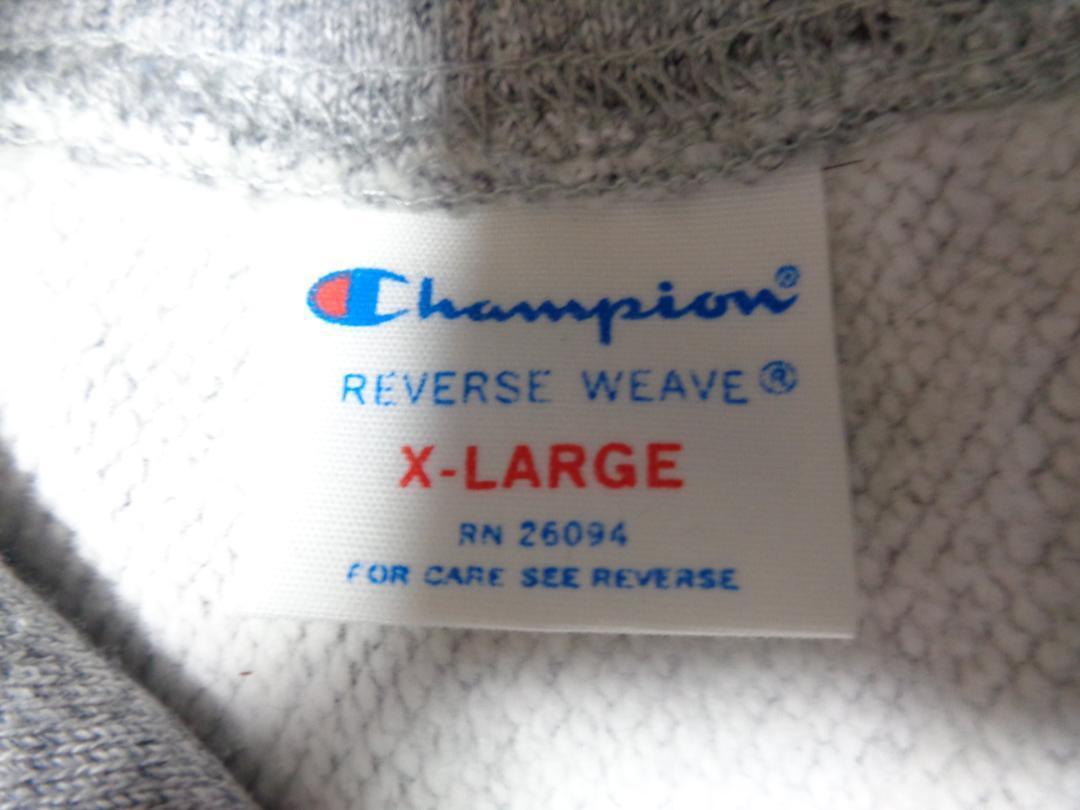 Champion®
REVERSE WEAVE®
X-LARGE
RN 26094
FOR CARE SEE REVERSE